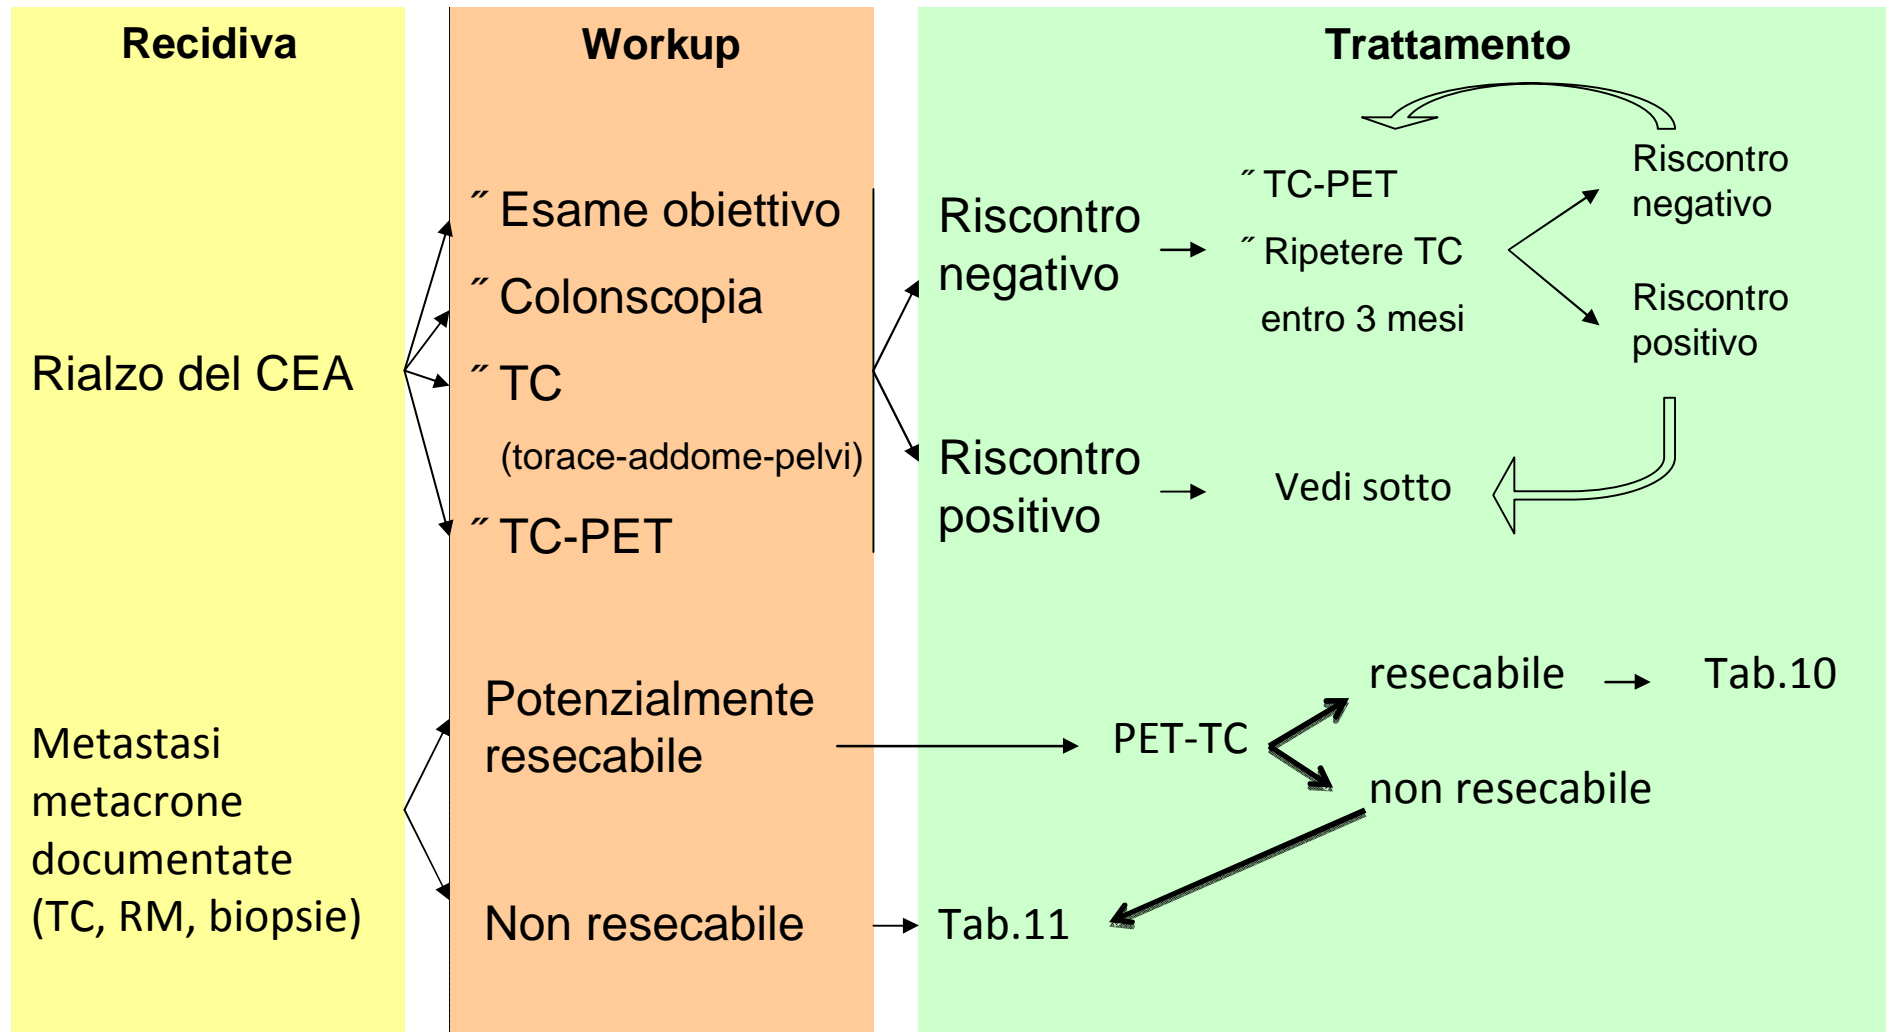 Recidiva
Workup
Trattamento
Rialzo del CEA
˝ Esame obiettivo
˝ Colonscopia
˝ TC
(torace-addome-pelvi)
˝ TC-PET
Riscontro
negativo
˝ TC-PET
˝ Ripetere TC
entro 3 mesi
Riscontro
negativo
Riscontro
positivo
Riscontro
positivo
Vedi sotto
Metastasi
metacrone
documentate
(TC, RM, biopsie)
Potenzialmente
resecabile
PET-TC
resecabile
Tab.10
non resecabile
Non resecabile
Tab.11